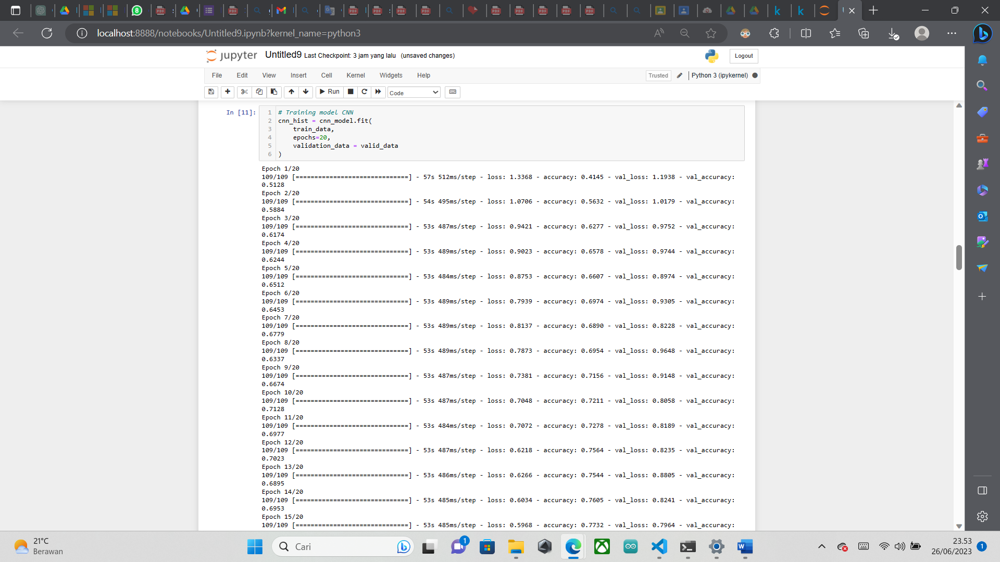 localhost:8888/notebooks/Untitled9.ipynb?kernel_name=python3
jupyter Untitled9 Last Checkpoint: 3 jam yang lalu (unsaved changes)
Logout
File Edit View Insert Cell Kernel Widgets Help
Trusted Python 3 (ipykernel)
Run Code
In [11]:
1 # Training model CNN
2 cnn_hist = cnn_model.fit(
3 train_data,
4 epochs=20,
5 validation_data = valid_data
6 )
Epoch 1/20
109/109 [==============================] - 57s 512ms/step - loss: 1.3368 - accuracy: 0.4145 - val_loss: 1.1938 - val_accuracy:
0.5128
Epoch 2/20
109/109 [==============================] - 54s 495ms/step - loss: 1.0706 - accuracy: 0.5632 - val_loss: 1.0179 - val_accuracy:
0.5884
Epoch 3/20
109/109 [==============================] - 53s 487ms/step - loss: 0.9421 - accuracy: 0.6277 - val_loss: 0.9752 - val_accuracy:
0.6174
Epoch 4/20
109/109 [==============================] - 53s 489ms/step - loss: 0.9023 - accuracy: 0.6578 - val_loss: 0.9744 - val_accuracy:
0.6244
Epoch 5/20
109/109 [==============================] - 53s 484ms/step - loss: 0.8753 - accuracy: 0.6607 - val_loss: 0.8974 - val_accuracy:
0.6512
Epoch 6/20
109/109 [==============================] - 53s 489ms/step - loss: 0.7939 - accuracy: 0.6974 - val_loss: 0.9305 - val_accuracy:
0.6453
Epoch 7/20
109/109 [==============================] - 53s 489ms/step - loss: 0.8137 - accuracy: 0.6890 - val_loss: 0.8228 - val_accuracy:
0.6779
Epoch 8/20
109/109 [==============================] - 53s 489ms/step - loss: 0.7873 - accuracy: 0.6954 - val_loss: 0.9648 - val_accuracy:
0.6337
Epoch 9/20
109/109 [==============================] - 53s 487ms/step - loss: 0.7381 - accuracy: 0.7156 - val_loss: 0.9148 - val_accuracy:
0.6674
Epoch 10/20
109/109 [==============================] - 53s 487ms/step - loss: 0.7048 - accuracy: 0.7211 - val_loss: 0.8058 - val_accuracy:
0.7128
Epoch 11/20
109/109 [==============================] - 53s 484ms/step - loss: 0.7072 - accuracy: 0.7278 - val_loss: 0.8189 - val_accuracy:
0.6977
Epoch 12/20
109/109 [==============================] - 53s 487ms/step - loss: 0.6218 - accuracy: 0.7564 - val_loss: 0.8235 - val_accuracy:
0.7023
Epoch 13/20
109/109 [==============================] - 53s 486ms/step - loss: 0.6266 - accuracy: 0.7544 - val_loss: 0.8805 - val_accuracy:
0.6895
Epoch 14/20
109/109 [==============================] - 53s 485ms/step - loss: 0.6034 - accuracy: 0.7605 - val_loss: 0.8241 - val_accuracy:
0.6953
Epoch 15/20
109/109 [==============================] - 53s 485ms/step - loss: 0.5968 - accuracy: 0.7732 - val_loss: 0.7964 - val_accuracy:
21°C
Berawan
Cari
1
23.53
26/06/2023
1